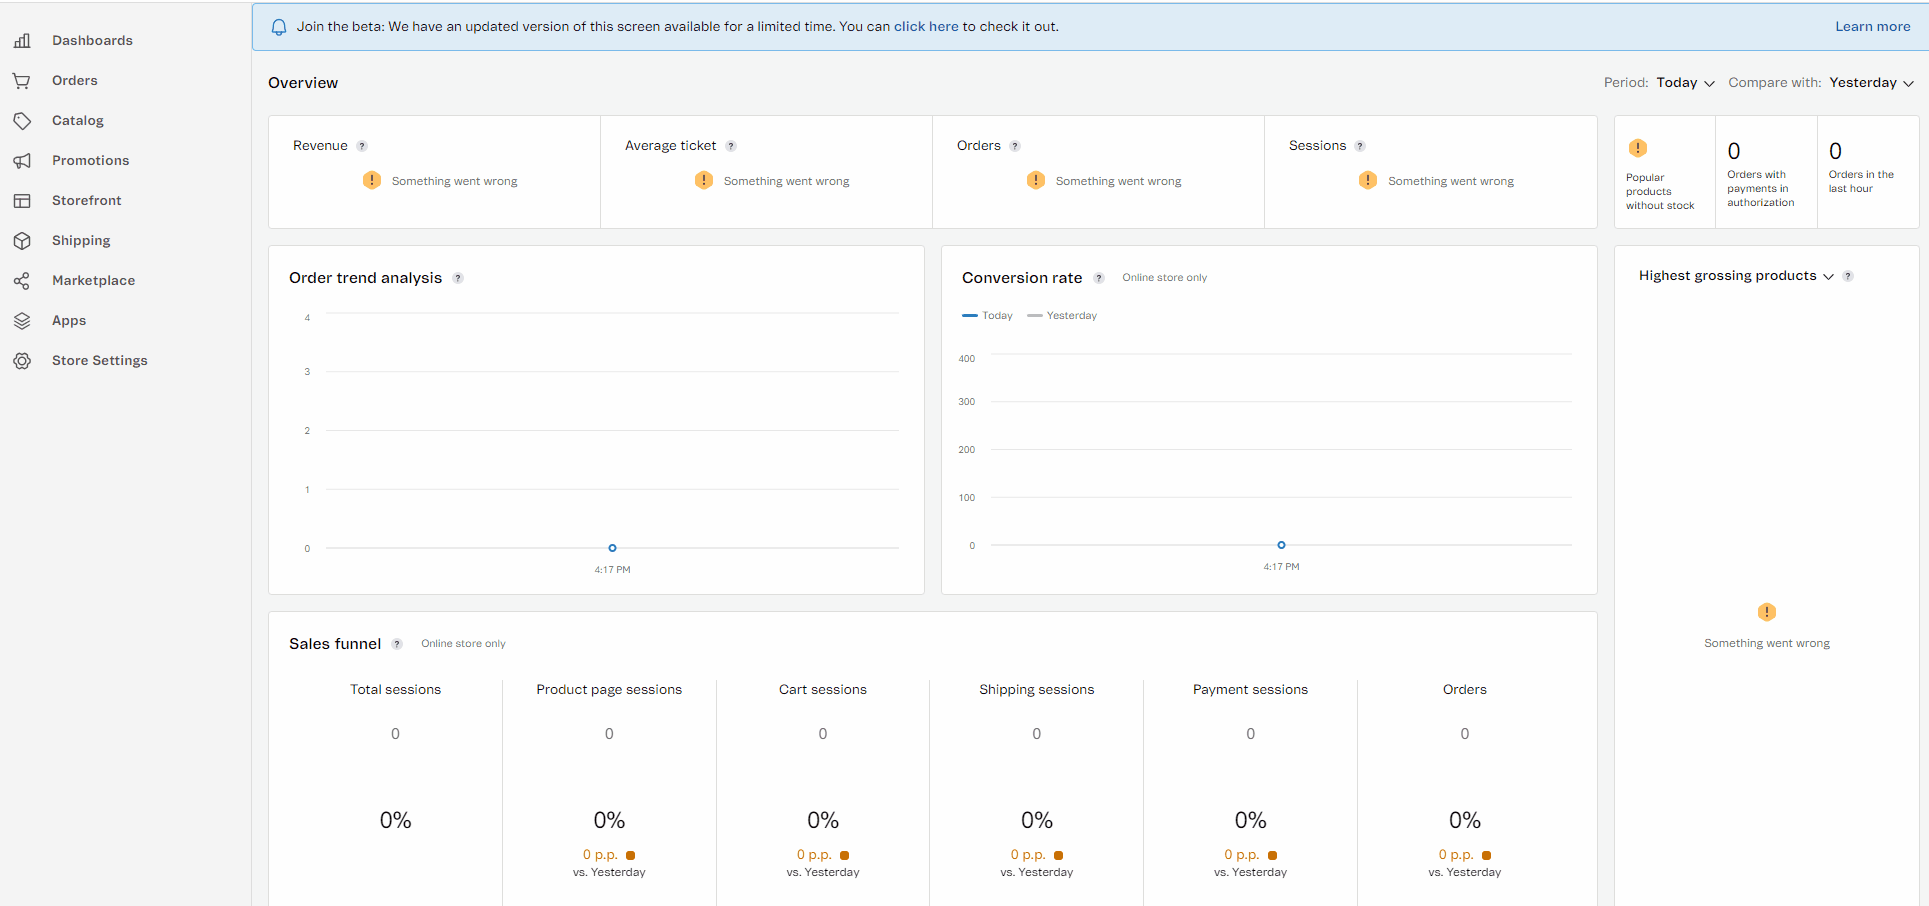 Dashboards
Orders
Catalog
Promotions
Storefront
Shipping
Marketplace
Apps
Store Settings
Join the beta: We have an updated version of this screen available for a limited time. You can click here to check it out.
Learn more
Overview
Period: Today
Compare with: Yesterday
Revenue ?
! Something went wrong
Average ticket ?
! Something went wrong
Orders ?
! Something went wrong
Sessions ?
! Something went wrong
!
Popular
products
without stock
0
Orders with
payments in
authorization
0
Orders in the
last hour
Order trend analysis ?
4
3
2
1
0
4:17 PM
Conversion rate ? Online store only
Today Yesterday
400
300
200
100
0
4:17 PM
Highest grossing products ?
!
Something went wrong
Sales funnel ? Online store only
Total sessions
0
0%
Product page sessions
0
0%
0 p.p.
vs. Yesterday
Cart sessions
0
0%
0 p.p.
vs. Yesterday
Shipping sessions
0
0%
0 p.p.
vs. Yesterday
Payment sessions
0
0%
0 p.p.
vs. Yesterday
Orders
0
0%
0 p.p.
vs. Yesterday